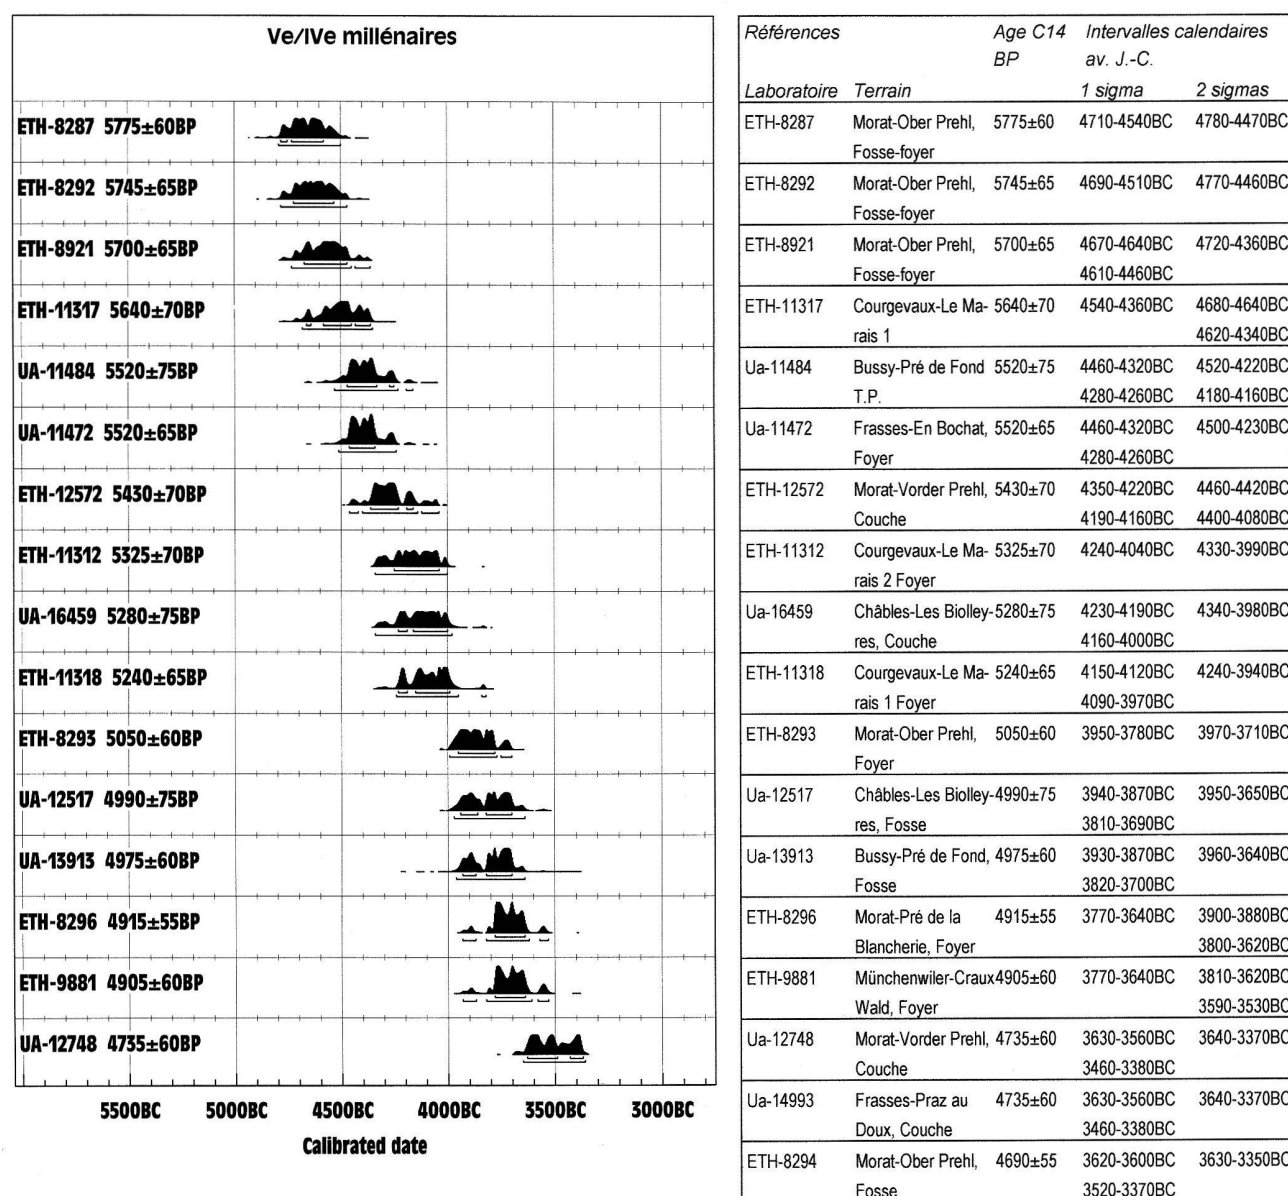 Ve/IVe millénaires
ETH-8287 5775±60BP
ETH-8292 5745±65BP
ETH-8921 5700±65BP
ETH-11317 5640±70BP
UA-11484 5520±75BP
UA-11472 5520±65BP
ETH-12572 5430±70BP
ETH-11312 5325±70BP
UA-16459 5280±75BP
ETH-11318 5240±65BP
ETH-8293 5050±60BP
UA-12517 4990±75BP
UA-13913 4975±60BP
ETH-8296 4915±55BP
ETH-9881 4905±60BP
UA-12748 4735±60BP
5500BC 5000BC 4500BC 4000BC 3500BC 3000BC
Calibrated date
Références Age C14 Intervalles calendaires
BP av. J.-C.
Laboratoire Terrain 1 sigma 2 sigmas
ETH-8287 Morat-Ober Prehl, 5775±60 4710-4540BC 4780-4470BC
Fosse-foyer
ETH-8292 Morat-Ober Prehl, 5745±65 4690-4510BC 4770-4460BC
Fosse-foyer
ETH-8921 Morat-Ober Prehl, 5700±65 4670-4640BC 4720-4360BC
Fosse-foyer 4610-4460BC
ETH-11317 Courgevaux-Le Ma- 5640±70 4540-4360BC 4680-4640BC
rais 1 4620-4340BC
Ua-11484 Bussy-Pré de Fond 5520±75 4460-4320BC 4520-4220BC
T.P. 4280-4260BC 4180-4160BC
Ua-11472 Frasses-En Bochat, 5520±65 4460-4320BC 4500-4230BC
Foyer 4280-4260BC
ETH-12572 Morat-Vorder Prehl, 5430±70 4350-4220BC 4460-4420BC
Couche 4190-4160BC 4400-4080BC
ETH-11312 Courgevaux-Le Ma- 5325±70 4240-4040BC 4330-3990BC
rais 2 Foyer
Ua-16459 Châbles-Les Biolley- 5280±75 4230-4190BC 4340-3980BC
res, Couche 4160-4000BC
ETH-11318 Courgevaux-Le Ma- 5240±65 4150-4120BC 4240-3940BC
rais 1 Foyer 4090-3970BC
ETH-8293 Morat-Ober Prehl, 5050±60 3950-3780BC 3970-3710BC
Foyer
Ua-12517 Châbles-Les Biolley- 4990±75 3940-3870BC 3950-3650BC
res, Fosse 3810-3690BC
Ua-13913 Bussy-Pré de Fond, 4975±60 3930-3870BC 3960-3640BC
Fosse 3820-3700BC
ETH-8296 Morat-Pré de la 4915±55 3770-3640BC 3900-3880BC
Blancherie, Foyer 3800-3620BC
ETH-9881 Münchenwiler-Craux 4905±60 3770-3640BC 3810-3620BC
Wald, Foyer 3590-3530BC
Ua-12748 Morat-Vorder Prehl, 4735±60 3630-3560BC 3640-3370BC
Couche 3460-3380BC
Ua-14993 Frasses-Praz au 4735±60 3630-3560BC 3640-3370BC
Doux, Couche 3460-3380BC
ETH-8294 Morat-Ober Prehl, 4690±55 3620-3600BC 3630-3350BC
Fosse 3520-3370BC